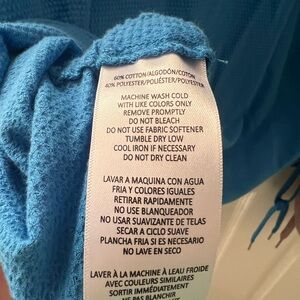 60% COTTON/ALGODÓN/COTON
40% POLYESTER/POLIÉSTER/POLYESTER
MACHINE WASH COLD
WITH LIKE COLORS ONLY
REMOVE PROMPTLY
DO NOT BLEACH
DO NOT USE FABRIC SOFTENER
TUMBLE DRY LOW
COOL IRON IF NECESSARY
DO NOT DRY CLEAN
LAVAR A MAQUINA CON AGUA
FRIA Y COLORES IGUALES
RETIRAR RAPIDAMENTE
NO USE BLANQUEADOR
NO USAR SUAVIZANTE DE TELAS
SECAR A CICLO SUAVE
PLANCHA FRIA SI ES NECESARIO
NO LAVE EN SECO
LAVER À LA MACHINE À L'EAU FROIDE
AVEC COULEURS SIMILAIRES
SORTIR IMMÉDIATEMENT
NE PAS BLANCHIR